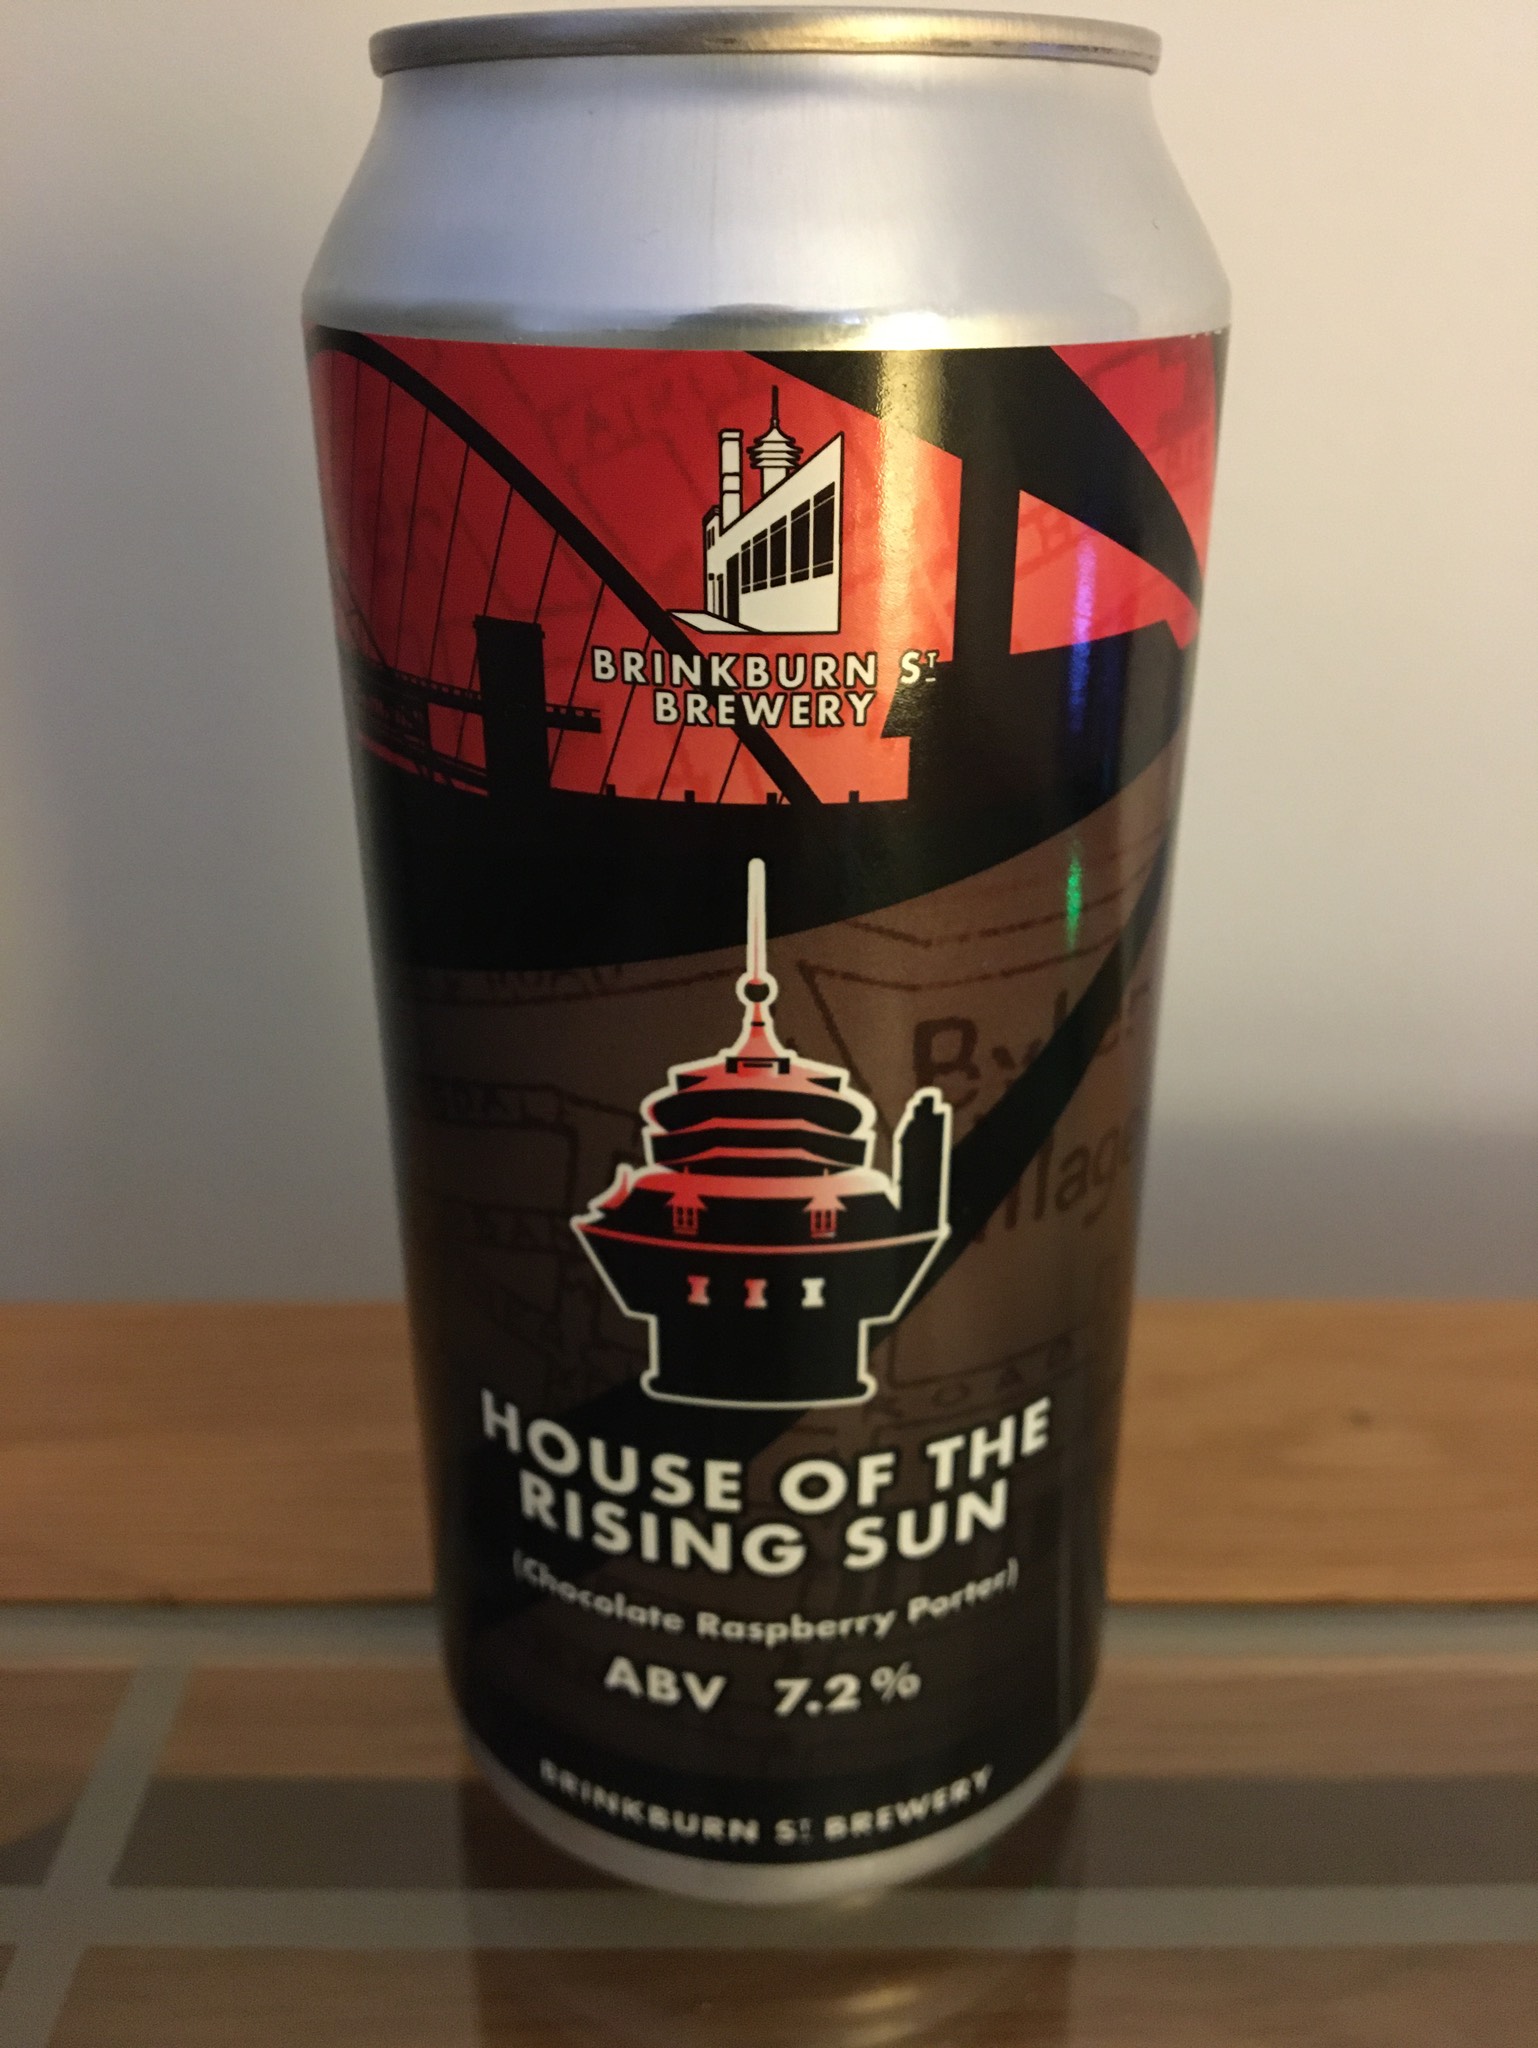 BRINKBURN ST
BREWERY
HOUSE OF THE
RISING SUN
(Chocolate Raspberry Porter)
ABV 7.2%
BRINKBURN ST BREWERY